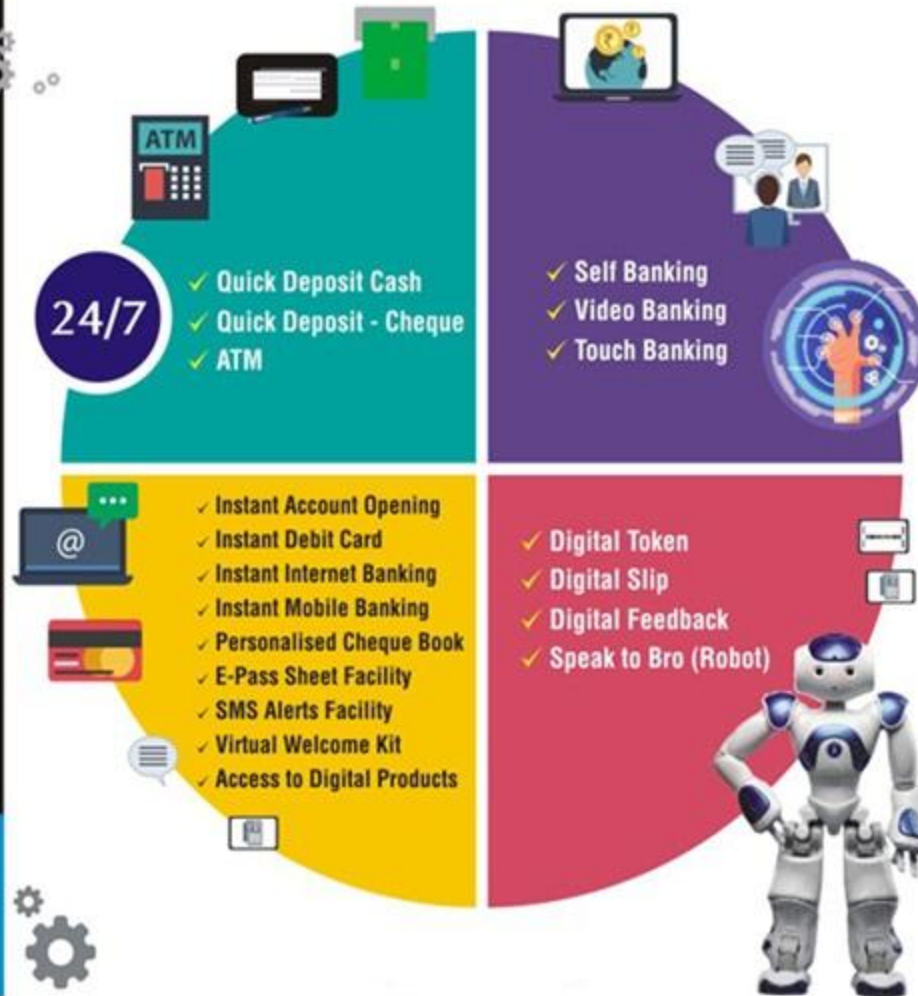 ATM
24/7
Quick Deposit Cash
Quick Deposit - Cheque
ATM
Self Banking
Video Banking
Touch Banking
@
Instant Account Opening
Instant Debit Card
Instant Internet Banking
Instant Mobile Banking
Personalised Cheque Book
E-Pass Sheet Facility
SMS Alerts Facility
Virtual Welcome Kit
Access to Digital Products
Digital Token
Digital Slip
Digital Feedback
Speak to Bro (Robot)